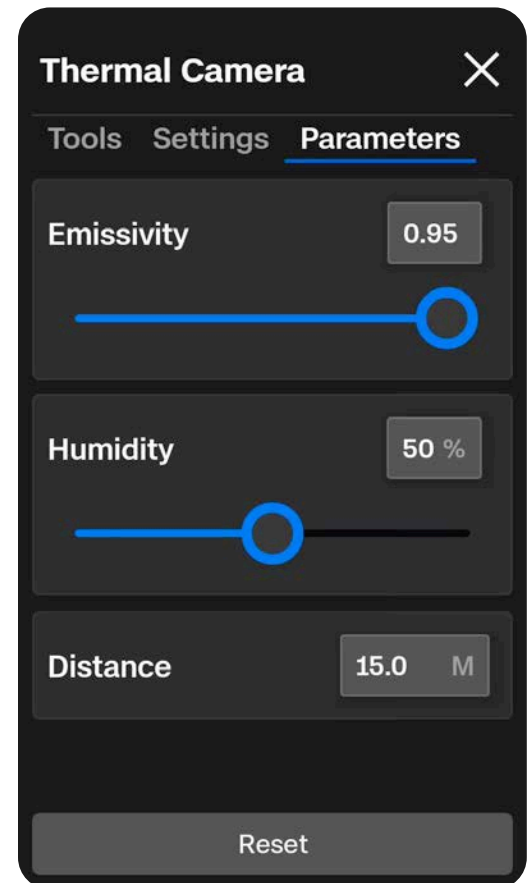 Thermal Camera
Tools Settings Parameters
Emissivity 0.95
Humidity 50 %
Distance 15.0 M
Reset